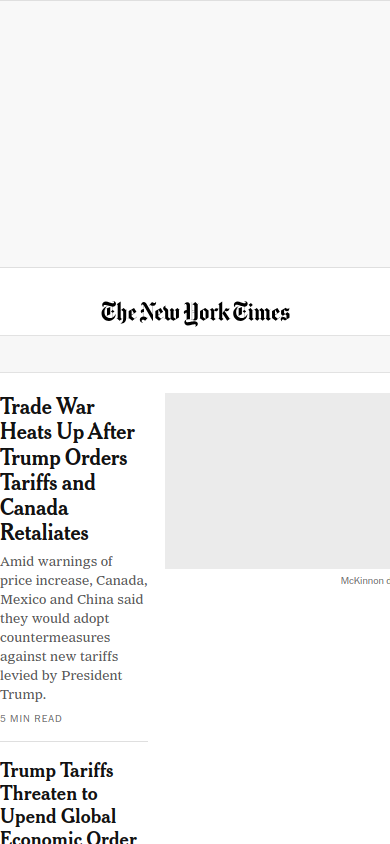 The New York Times
Trade War
Heats Up After
Trump Orders
Tariffs and
Canada
Retaliates
Amid warnings of
price increase, Canada,
Mexico and China said
they would adopt
countermeasures
against new tariffs
levied by President
Trump.
5 MIN READ
McKinnon
Trump Tariffs
Threaten to
Upend Global
Economic Order